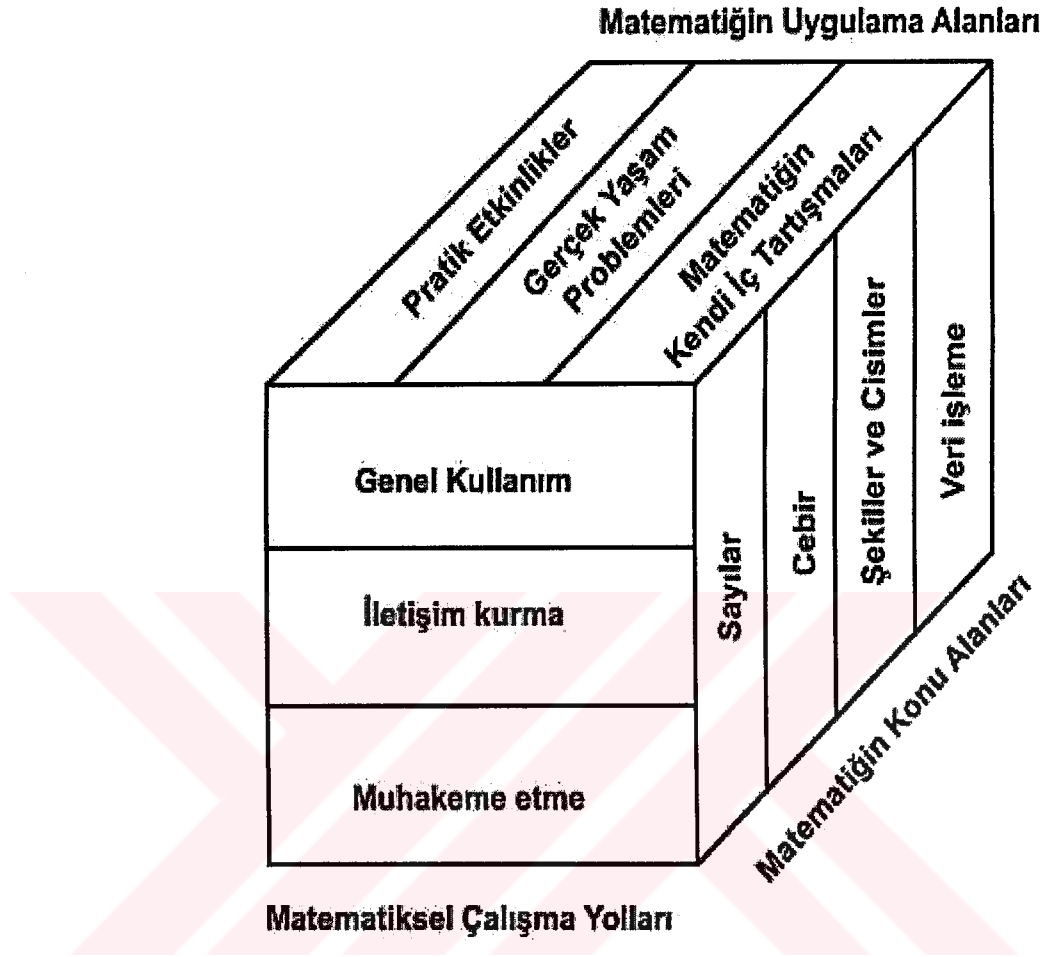 Matematiğin Uygulama Alanları
Pratik Etkinlikler
Gerçek Yaşam
Problemleri
Matematiğin
Kendi İç Tartışmaları
Genel Kullanım
İletişim kurma
Muhakeme etme
Sayılar
Cebir
Şekiller ve Cisimler
Veri işleme
Matematiğin Konu Alanları
Matematiksel Çalışma Yolları